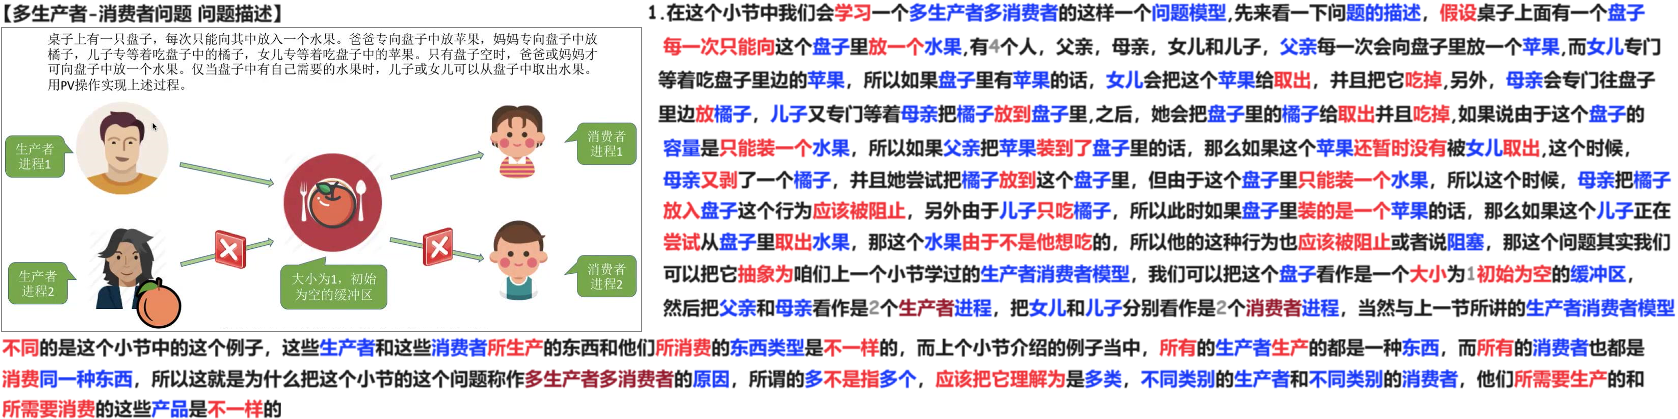 【多生产者-消费者问题 问题描述】
桌子上有一只盘子，每次只能向其中放入一个水果。爸爸专向盘子中放苹果，妈妈专向盘子中放
橘子，儿子专等着吃盘子中的橘子，女儿专等着吃盘子中的苹果。只有盘子空时，爸爸或妈妈才
可向盘子中放一个水果。仅当盘子中有自己需要的水果时，儿子或女儿可以从盘子中取出水果。
用PV操作实现上述过程。
生产者
进程1
消费者
进程1
生产者
进程2
大小为1，初始
为空的缓冲区
消费者
进程2
1.在这个小节中我们会学习一个多生产者多消费者的这样一个问题模型,先来看一下问题的描述，假设桌子上面有一个盘子
每一次只能向这个盘子里放一个水果,有4个人，父亲，母亲，女儿和儿子，父亲每一次会向盘子里放一个苹果,而女儿专门
等着吃盘子里边的苹果，所以如果盘子里有苹果的话，女儿会把这个苹果给取出，并且把它吃掉,另外，母亲会专门往盘子
里边放橘子，儿子又专门等着母亲把橘子放到盘子里,之后，她会把盘子里的橘子给取出并且吃掉,如果说由于这个盘子的
容量是只能装一个水果，所以如果父亲把苹果装到了盘子里的话，那么如果这个苹果还暂时没有被女儿取出,这个时候，
母亲又剥了一个橘子，并且她尝试把橘子放到这个盘子里，但由于这个盘子里只能装一个水果，所以这个时候，母亲把橘子
放入盘子这个行为应该被阻止，另外由于儿子只吃橘子，所以此时如果盘子里装的是一个苹果的话，那么如果这个儿子正在
尝试从盘子里取出水果，那这个水果由于不是他想吃的，所以他的这种行为也应该被阻止或者说阻塞，那这个问题其实我们
可以把它抽象为咱们上一个小节学过的生产者消费者模型，我们可以把这个盘子看作是一个大小为1初始为空的缓冲区，
然后把父亲和母亲看作是2个生产者进程，把女儿和儿子分别看作是2个消费者进程，当然与上一节所讲的生产者消费者模型
不同的是这个小节中的这个例子，这些生产者和这些消费者所生产的东西和他们所消费的东西类型是不一样的，而上个小节介绍的例子当中，所有的生产者生产的都是一种东西，而所有的消费者也都是
消费同一种东西，所以这就是为什么把这个小节的这个问题称作多生产者多消费者的原因，所谓的多不是指多个，应该把它理解为是多类，不同类别的生产者和不同类别的消费者，他们所需要生产的和
所需要消费的这些产品是不一样的